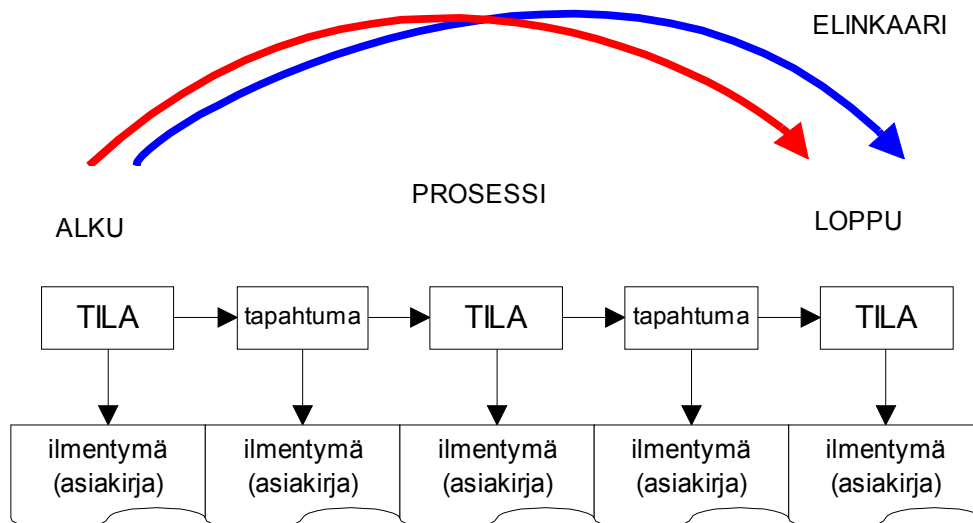 ELINKAARI
PROSESSI
ALKU
LOPPU
TILA
tapahtuma
TILA
tapahtuma
TILA
ilmentymä
(asiakirja)
ilmentymä
(asiakirja)
ilmentymä
(asiakirja)
ilmentymä
(asiakirja)
ilmentymä
(asiakirja)